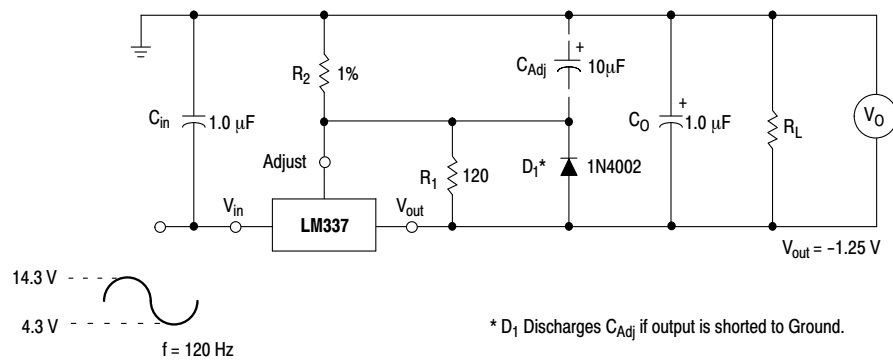 R2 1%
CAdj + 10μF
Cin 1.0 μF
CO + 1.0 μF
RL
VO
Adjust
R1 120
D1* 1N4002
Vin
LM337
Vout
Vout = –1.25 V
14.3 V
4.3 V
f = 120 Hz
* D1 Discharges CAdj if output is shorted to Ground.